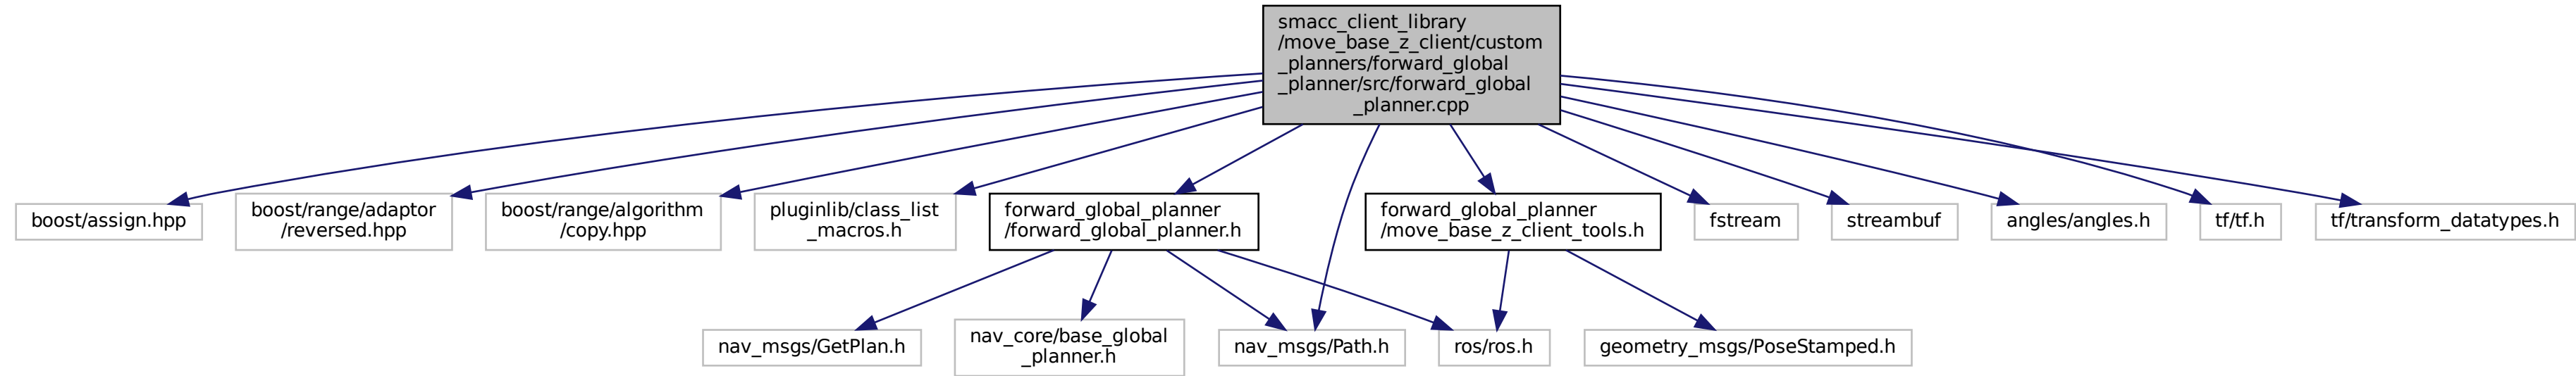 smacc_client_library
/move_base_z_client/custom
_planners/forward_global
_planner/src/forward_global
_planner.cpp
boost/assign.hpp
boost/range/adaptor
/reversed.hpp
boost/range/algorithm
/copy.hpp
pluginlib/class_list
_macros.h
forward_global_planner
/forward_global_planner.h
forward_global_planner
/move_base_z_client_tools.h
fstream
streambuf
angles/angles.h
tf/tf.h
tf/transform_datatypes.h
nav_msgs/GetPlan.h
nav_core/base_global
_planner.h
nav_msgs/Path.h
ros/ros.h
geometry_msgs/PoseStamped.h